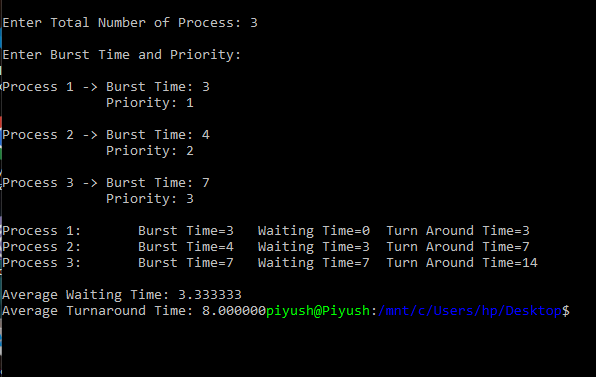 Enter Total Number of Process: 3
Enter Burst Time and Priority:
Process 1 -> Burst Time: 3
Priority: 1
Process 2 -> Burst Time: 4
Priority: 2
Process 3 -> Burst Time: 7
Priority: 3
Process 1: Burst Time=3 Waiting Time=0 Turn Around Time=3
Process 2: Burst Time=4 Waiting Time=3 Turn Around Time=7
Process 3: Burst Time=7 Waiting Time=7 Turn Around Time=14
Average Waiting Time: 3.333333
Average Turnaround Time: 8.000000piyush@Piyush:/mnt/c/Users/hp/Desktop$